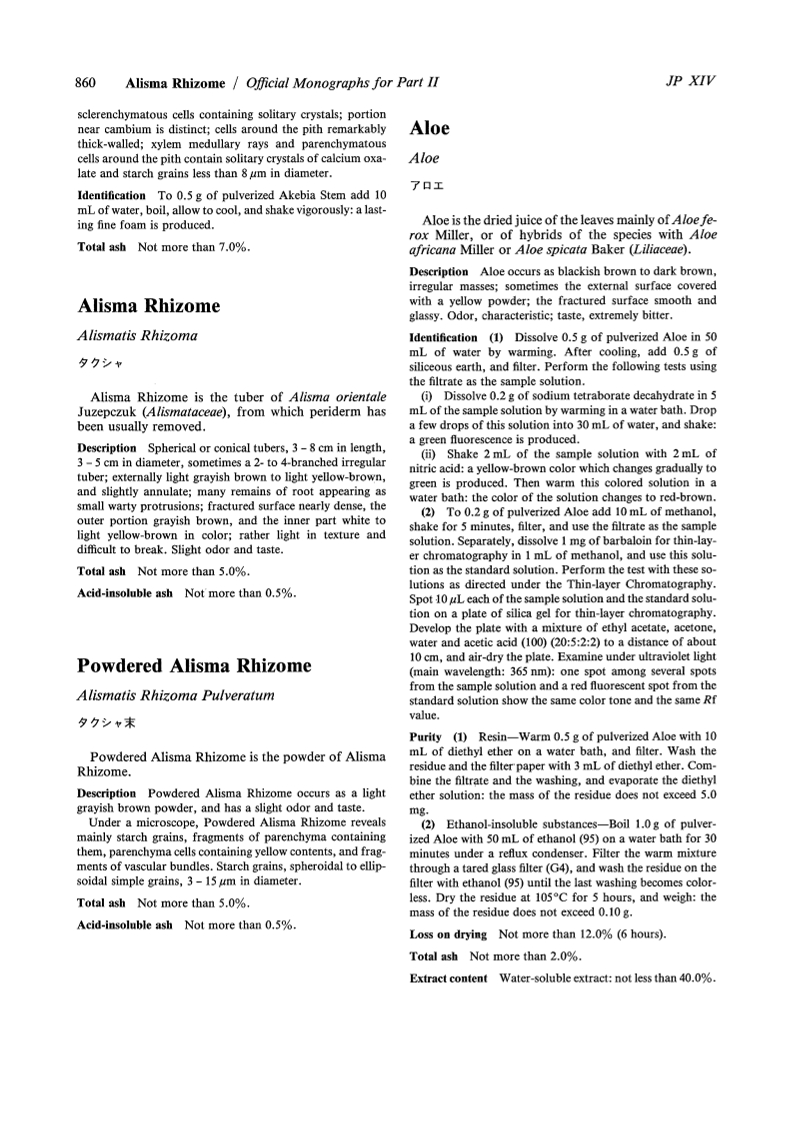 860 Alisma Rhizome / Official Monographs for Part II JP XIV
sclerenchymatous cells containing solitary crystals; portion
near cambium is distinct; cells around the pith remarkably
thick-walled; xylem medullary rays and parenchymatous
cells around the pith contain solitary crystals of calcium oxa-
late and starch grains less than 8 μm in diameter.
Identification To 0.5 g of pulverized Akebia Stem add 10
mL of water, boil, allow to cool, and shake vigorously: a last-
ing fine foam is produced.
Total ash Not more than 7.0%.
Alisma Rhizome
Alismatis Rhizoma
タクシャ
Alisma Rhizome is the tuber of Alisma orientale
Juzepczuk (Alismataceae), from which periderm has
been usually removed.
Description Spherical or conical tubers, 3 – 8 cm in length,
3 – 5 cm in diameter, sometimes a 2- to 4-branched irregular
tuber; externally light grayish brown to light yellow-brown,
and slightly annulate; many remains of root appearing as
small warty protrusions; fractured surface nearly dense, the
outer portion grayish brown, and the inner part white to
light yellow-brown in color; rather light in texture and
difficult to break. Slight odor and taste.
Total ash Not more than 5.0%.
Acid-insoluble ash Not more than 0.5%.
Powdered Alisma Rhizome
Alismatis Rhizoma Pulveratum
タクシャ末
Powdered Alisma Rhizome is the powder of Alisma
Rhizome.
Description Powdered Alisma Rhizome occurs as a light
grayish brown powder, and has a slight odor and taste.
Under a microscope, Powdered Alisma Rhizome reveals
mainly starch grains, fragments of parenchyma containing
them, parenchyma cells containing yellow contents, and frag-
ments of vascular bundles. Starch grains, spheroidal to ellip-
soidal simple grains, 3 – 15 μm in diameter.
Total ash Not more than 5.0%.
Acid-insoluble ash Not more than 0.5%.
Aloe
Aloe
アロエ
Aloe is the dried juice of the leaves mainly of Aloe fe-
rox Miller, or of hybrids of the species with Aloe
africana Miller or Aloe spicata Baker (Liliaceae).
Description Aloe occurs as blackish brown to dark brown,
irregular masses; sometimes the external surface covered
with a yellow powder; the fractured surface smooth and
glassy. Odor, characteristic; taste, extremely bitter.
Identification (1) Dissolve 0.5 g of pulverized Aloe in 50
mL of water by warming. After cooling, add 0.5 g of
siliceous earth, and filter. Perform the following tests using
the filtrate as the sample solution.
(i) Dissolve 0.2 g of sodium tetraborate decahydrate in 5
mL of the sample solution by warming in a water bath. Drop
a few drops of this solution into 30 mL of water, and shake:
a green fluorescence is produced.
(ii) Shake 2 mL of the sample solution with 2 mL of
nitric acid: a yellow-brown color which changes gradually to
green is produced. Then warm this colored solution in a
water bath: the color of the solution changes to red-brown.
(2) To 0.2 g of pulverized Aloe add 10 mL of methanol,
shake for 5 minutes, filter, and use the filtrate as the sample
solution. Separately, dissolve 1 mg of barbaloin for thin-lay-
er chromatography in 1 mL of methanol, and use this solu-
tion as the standard solution. Perform the test with these so-
lutions as directed under the Thin-layer Chromatography.
Spot 10 μL each of the sample solution and the standard solu-
tion on a plate of silica gel for thin-layer chromatography.
Develop the plate with a mixture of ethyl acetate, acetone,
water and acetic acid (100) (20:5:2:2) to a distance of about
10 cm, and air-dry the plate. Examine under ultraviolet light
(main wavelength: 365 nm): one spot among several spots
from the sample solution and a red fluorescent spot from the
standard solution show the same color tone and the same Rf
value.
Purity (1) Resin—Warm 0.5 g of pulverized Aloe with 10
mL of diethyl ether on a water bath, and filter. Wash the
residue and the filter paper with 3 mL of diethyl ether. Com-
bine the filtrate and the washing, and evaporate the diethyl
ether solution: the mass of the residue does not exceed 5.0
mg.
(2) Ethanol-insoluble substances—Boil 1.0 g of pulver-
ized Aloe with 50 mL of ethanol (95) on a water bath for 30
minutes under a reflux condenser. Filter the warm mixture
through a tared glass filter (G4), and wash the residue on the
filter with ethanol (95) until the last washing becomes color-
less. Dry the residue at 105°C for 5 hours, and weigh: the
mass of the residue does not exceed 0.10 g.
Loss on drying Not more than 12.0% (6 hours).
Total ash Not more than 2.0%.
Extract content Water-soluble extract: not less than 40.0%.